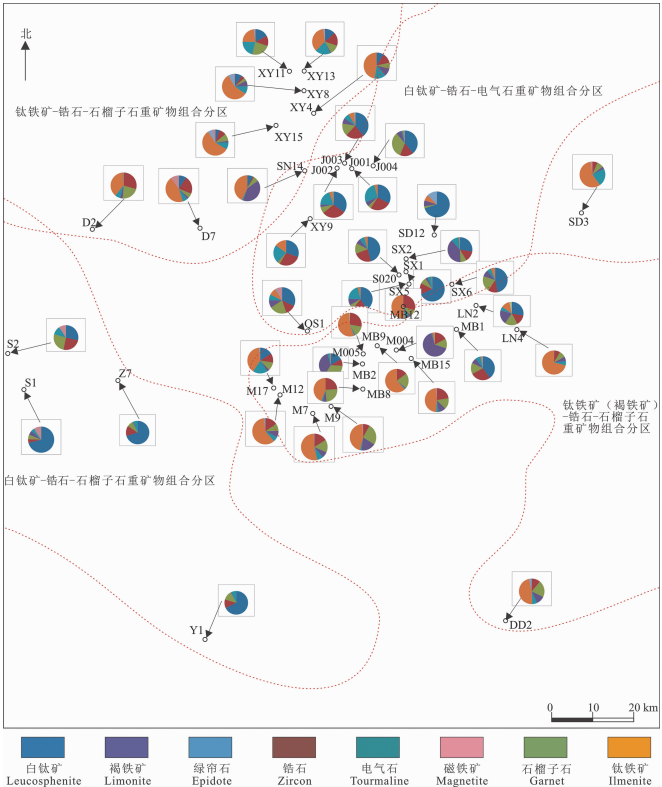 北
XY11
XY13
XY8
白钛矿-锆石-电气石重矿物组合分区
钛铁矿-锆石-石榴子石重矿物组合分区
XY4
XY15
J003
J001
J004
SN14
J002
D2
D7
XY9
SD12
SD3
SX2
SX1
S020
SX5
SX6
MB12
LN2
QS1
MB1
LN4
S2
MB9
M004
M005
MB15
Z7
MB2
S1
M17
M12
MB8
M7
M9
钛铁矿（褐铁矿）
-锆石-石榴子石
重矿物组合分区
白钛矿-锆石-石榴子石重矿物组合分区
Y1
DD2
0 10 20 km
白钛矿 褐铁矿 绿帘石 锆石 电气石 磁铁矿 石榴子石 钛铁矿
Leucosphenite Limonite Epidote Zircon Tourmaline Magnetite Garnet Ilmenite